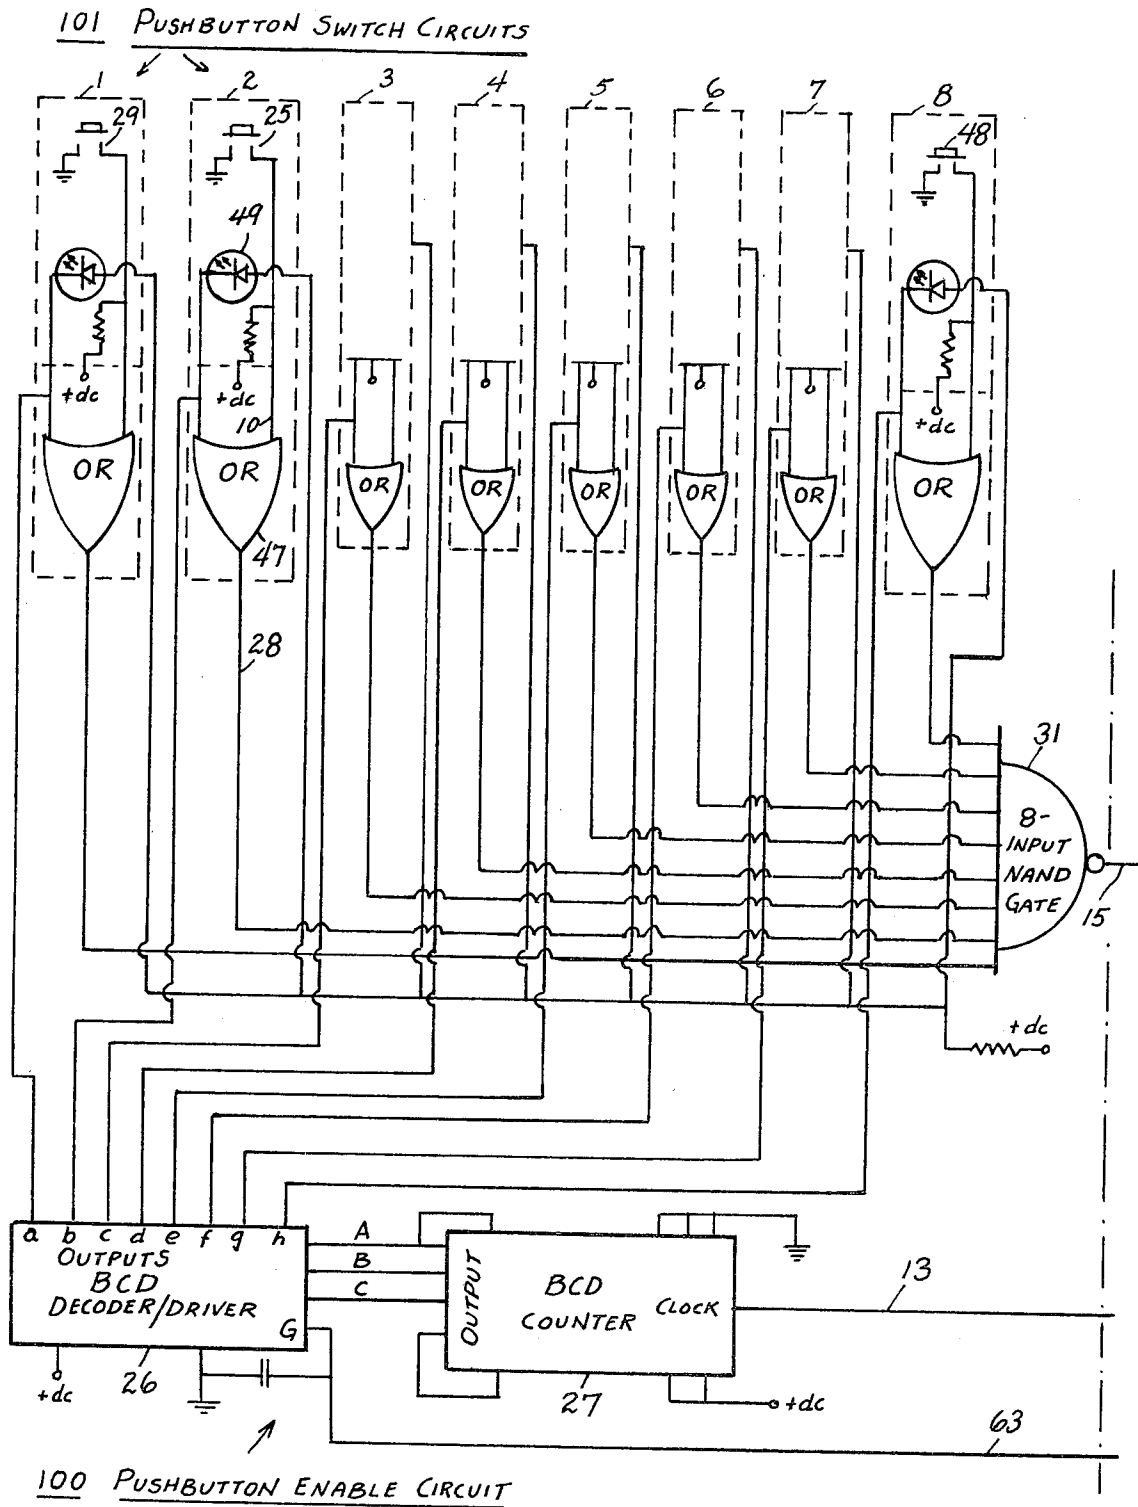 101 PUSHBUTTON SWITCH CIRCUITS
1 2 3 4 5 6 7 8
29 25 48
49
+dc +dc +dc
10
OR OR OR OR OR OR OR OR
47
28
31
8-
INPUT
NAND
GATE
15
+dc
a b c d e f g h
OUTPUTS
BCD
DECODER/DRIVER
G
A
B
C
OUTPUT
BCD
COUNTER
CLOCK
13
+dc
26
27
+dc
63
100 PUSHBUTTON ENABLE CIRCUIT